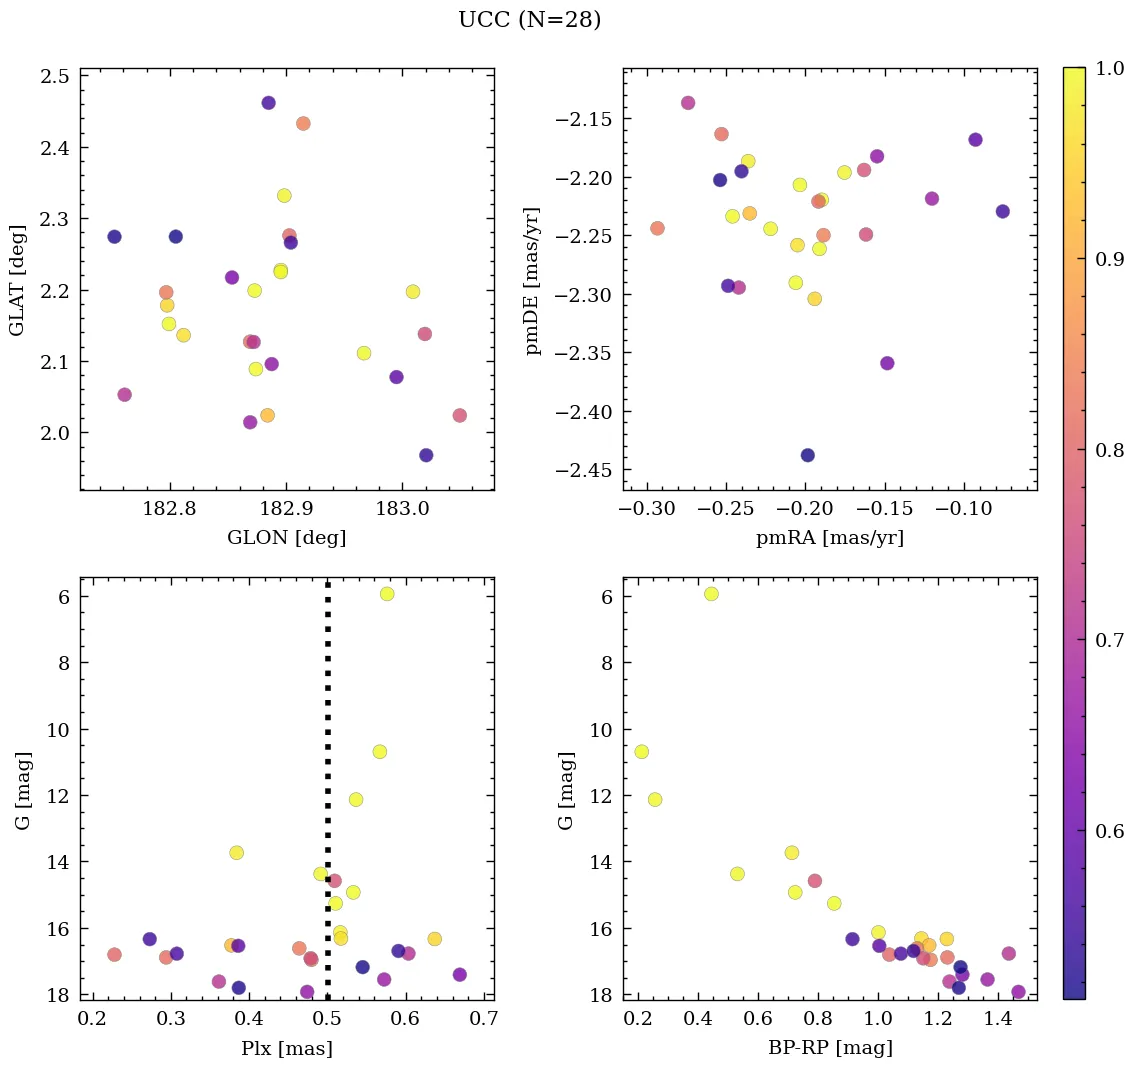 UCC (N=28)
2.5
2.4
2.3
2.2
2.1
2.0
GLAT [deg]
182.8 182.9 183.0
GLON [deg]
−2.15
−2.20
−2.25
−2.30
−2.35
−2.40
−2.45
pmDE [mas/yr]
−0.30 −0.25 −0.20 −0.15 −0.10
pmRA [mas/yr]
1.0
0.9
0.8
0.7
0.6
6
8
10
12
14
16
18
G [mag]
0.2 0.3 0.4 0.5 0.6 0.7
Plx [mas]
6
8
10
12
14
16
18
G [mag]
0.2 0.4 0.6 0.8 1.0 1.2 1.4
BP-RP [mag]